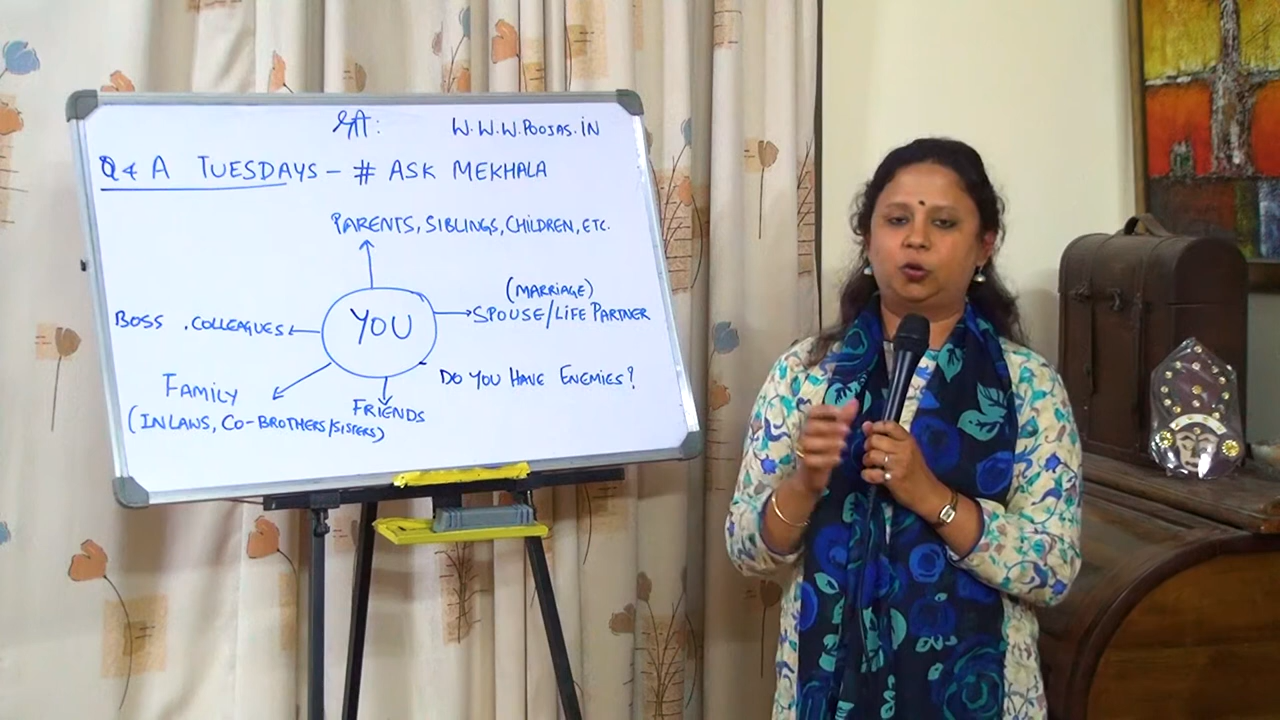 W.W.W.POOJAS.IN
Q & A TUESDAYS – # ASK MEKHALA
PARENTS, SIBLINGS, CHILDREN, ETC.
(MARRIAGE)
SPOUSE/LIFE PARTNER
BOSS . COLLEAGUES
YOU
DO YOU HAVE ENEMIES?
FAMILY
(INLAWS, CO-BROTHERS/SISTERS)
FRIENDS